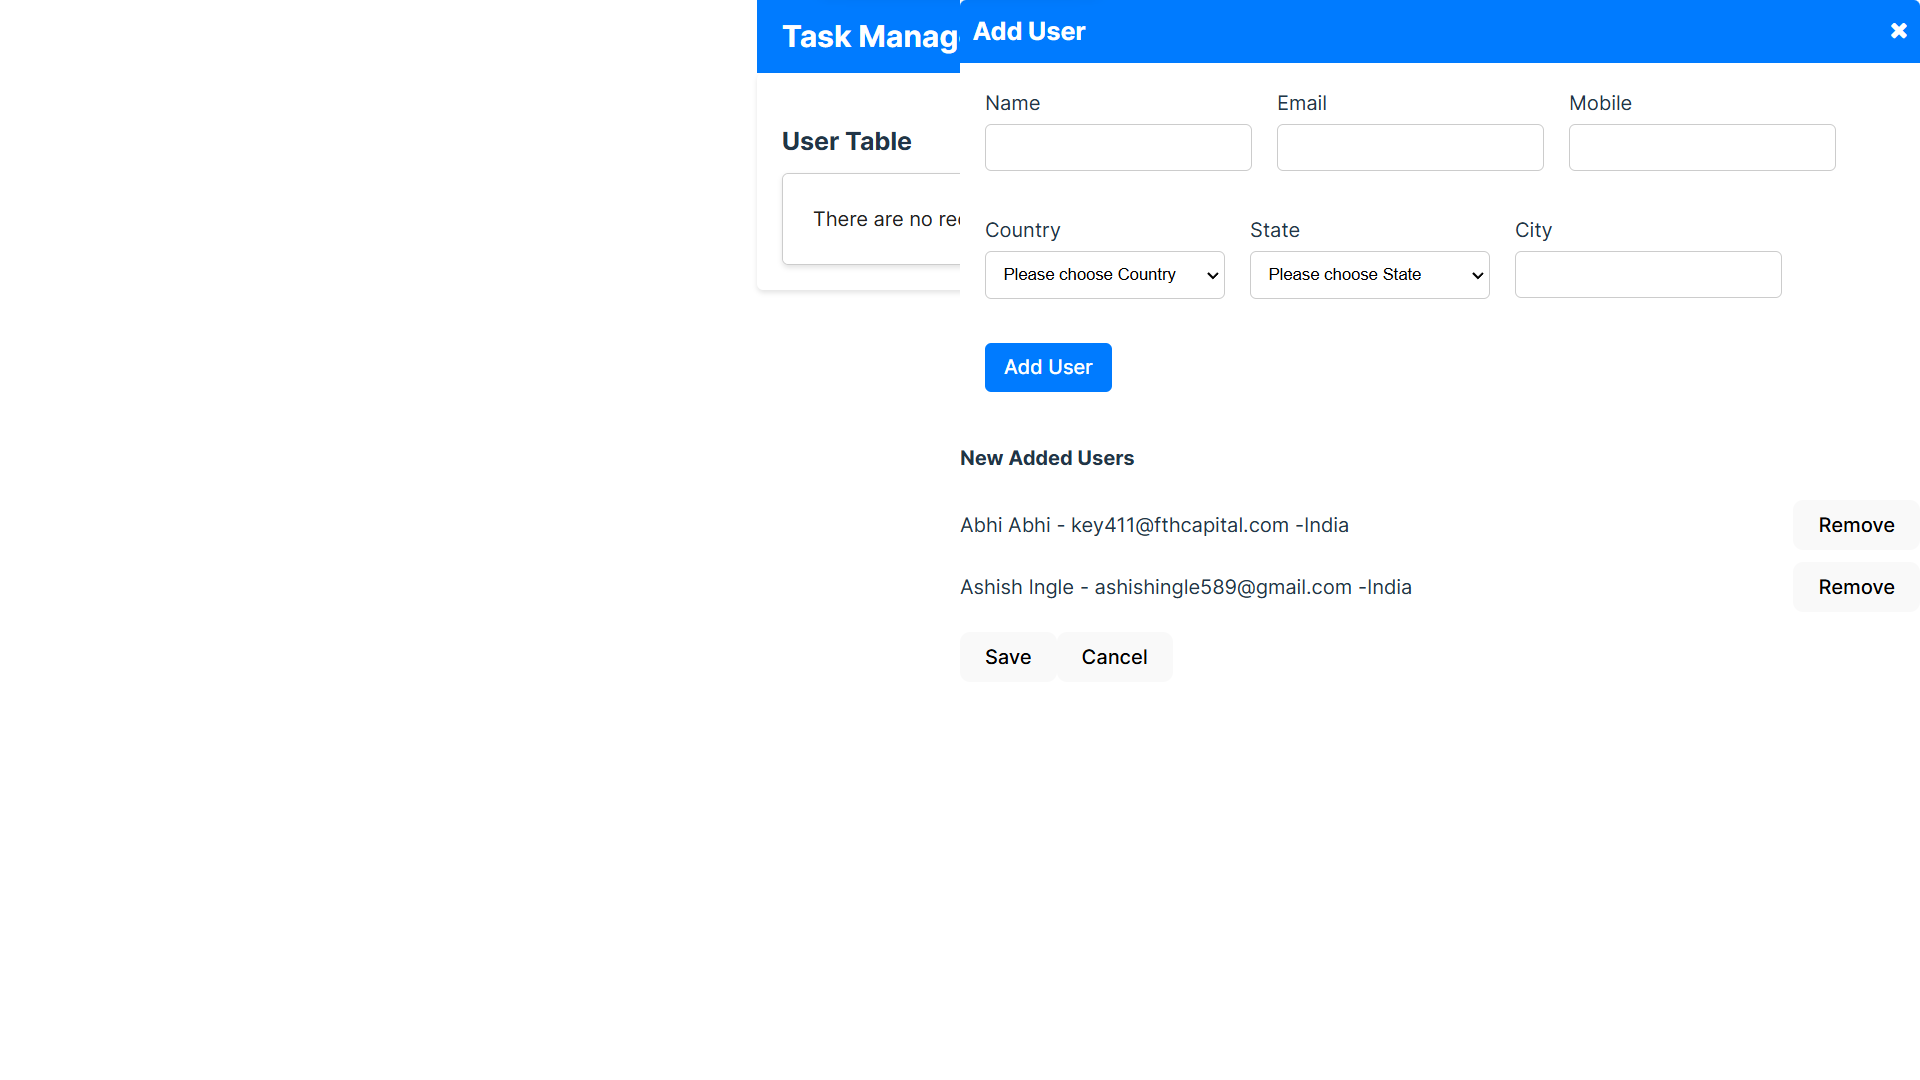 Task Manag
Add User
User Table
There are no rec
Name
Email
Mobile
Country
State
City
Please choose Country
Please choose State
Add User
New Added Users
Abhi Abhi - key411@fthcapital.com -India
Remove
Ashish Ingle - ashishingle589@gmail.com -India
Remove
Save
Cancel